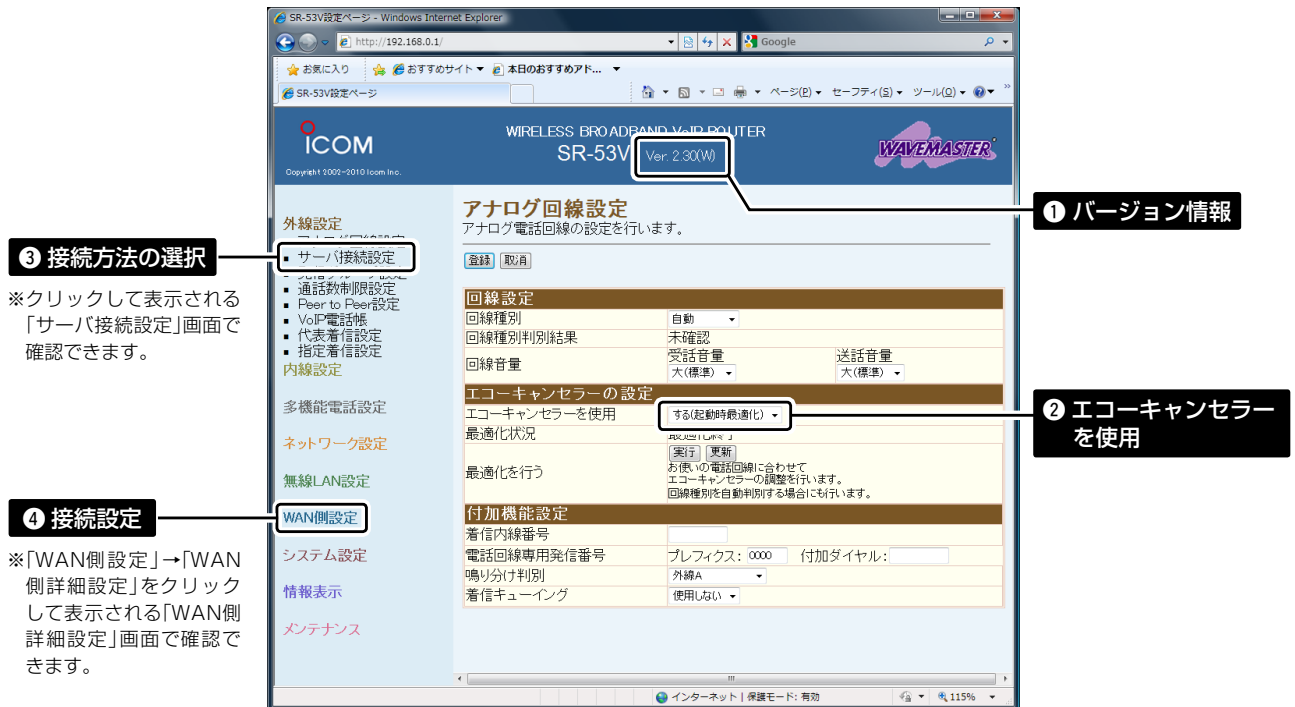 SR-53V設定ページ - Windows Internet Explorer
http://192.168.0.1/
Google
お気に入り
おすすめサイト
本日のおすすめアド...
SR-53V設定ページ
ページ(P)
セーフティ(S)
ツール(O)
ICOM
Copyright 2002-2010 Icom Inc.
WIRELESS BROADBAND VoIP ROUTER
SR-53V
Ver. 2.30(W)
WAVEMASTER
❶ バージョン情報
外線設定
サーバ接続設定
通話数制限設定
Peer to Peer設定
VoIP電話帳
代表着信設定
指定着信設定
内線設定
多機能電話設定
ネットワーク設定
無線LAN設定
WAN側設定
システム設定
情報表示
メンテナンス
❸ 接続方法の選択
※クリックして表示される
「サーバ接続設定」画面で
確認できます。
❹ 接続設定
※「WAN側設定」→「WAN
側詳細設定」をクリック
して表示される「WAN側
詳細設定」画面で確認で
きます。
アナログ回線設定
アナログ電話回線の設定を行います。
登録 取消
回線設定
回線種別 自動
回線種別判別結果 未確認
回線音量 受話音量 送話音量
大(標準) 大(標準)
エコーキャンセラーの設定
エコーキャンセラーを使用 する(起動時最適化)
❷ エコーキャンセラー
を使用
最適化状況 最適化終了
最適化を行う 実行 更新
お使いの電話回線に合わせて
エコーキャンセラーの調整を行います。
回線種別を自動判別する場合にも行います。
付加機能設定
着信内線番号
電話回線専用発信番号 プレフィクス: 0000 付加ダイヤル:
鳴り分け判別 外線A
着信キューイング 使用しない
インターネット | 保護モード: 有効
115%